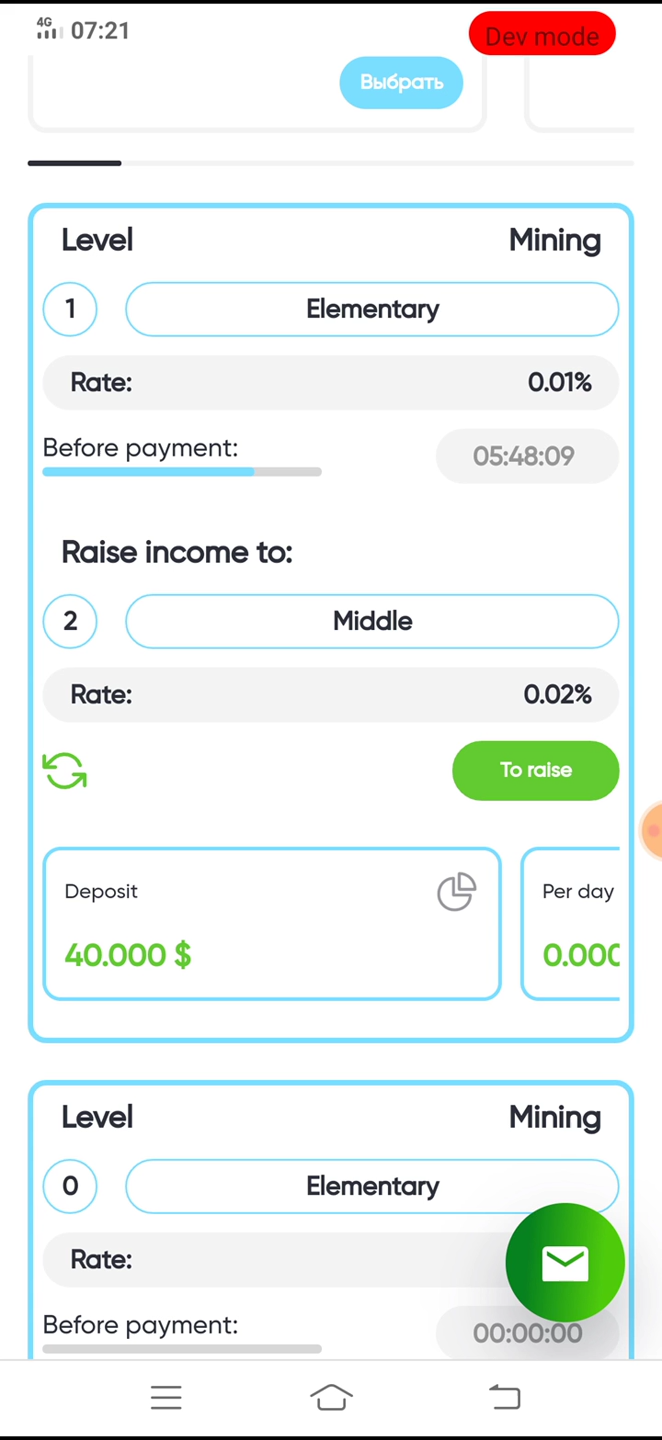 4G 07:21
Dev mode
Выбрать
Level Mining
1 Elementary
Rate: 0.01%
Before payment: 05:48:09
Raise income to:
2 Middle
Rate: 0.02%
To raise
Deposit Per day
40.000 $ 0.000
Level Mining
0 Elementary
Rate:
Before payment: 00:00:00